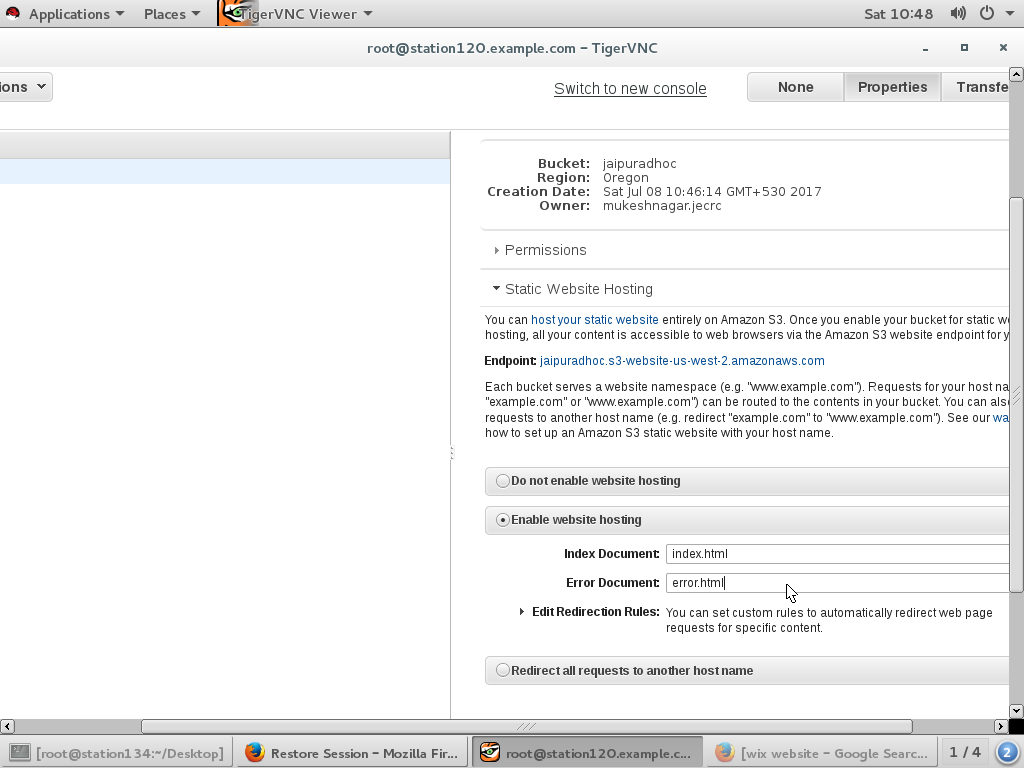 Applications Places TigerVNC Viewer Sat 10:48
root@station120.example.com – TigerVNC
ions Switch to new console None Properties Transfe
Bucket: jaipuradhoc
Region: Oregon
Creation Date: Sat Jul 08 10:46:14 GMT+530 2017
Owner: mukeshnagar.jecrc
Permissions
Static Website Hosting
You can host your static website entirely on Amazon S3. Once you enable your bucket for static we
hosting, all your content is accessible to web browsers via the Amazon S3 website endpoint for y
Endpoint: jaipuradhoc.s3-website-us-west-2.amazonaws.com
Each bucket serves a website namespace (e.g. "www.example.com"). Requests for your host na
"example.com" or "www.example.com") can be routed to the contents in your bucket. You can als
requests to another host name (e.g. redirect "example.com" to "www.example.com"). See our wa
how to set up an Amazon S3 static website with your host name.
Do not enable website hosting
Enable website hosting
Index Document: index.html
Error Document: error.html
Edit Redirection Rules: You can set custom rules to automatically redirect web page
requests for specific content.
Redirect all requests to another host name
[root@station134:~/Desktop] Restore Session – Mozilla Fir... root@station120.example.c... [wix website – Google Searc... 1 / 4 2